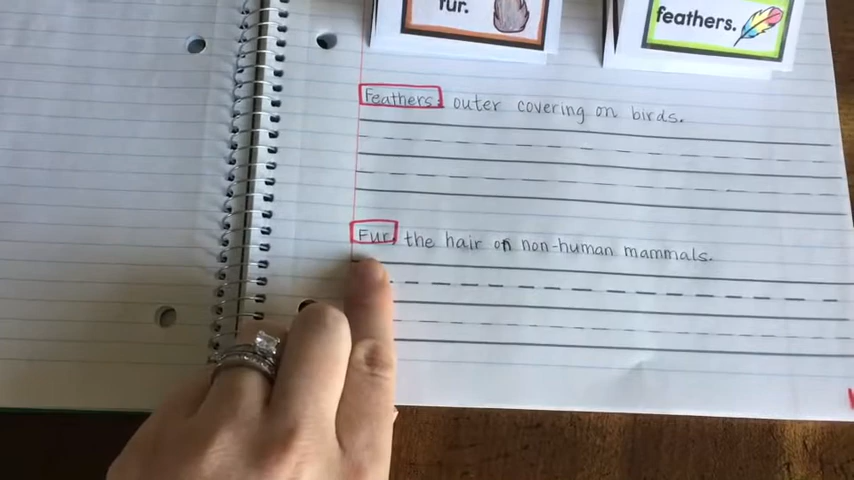 fur.
feathers.
Feathers: outer covering on birds.
Fur, the hair on non-human mammals.